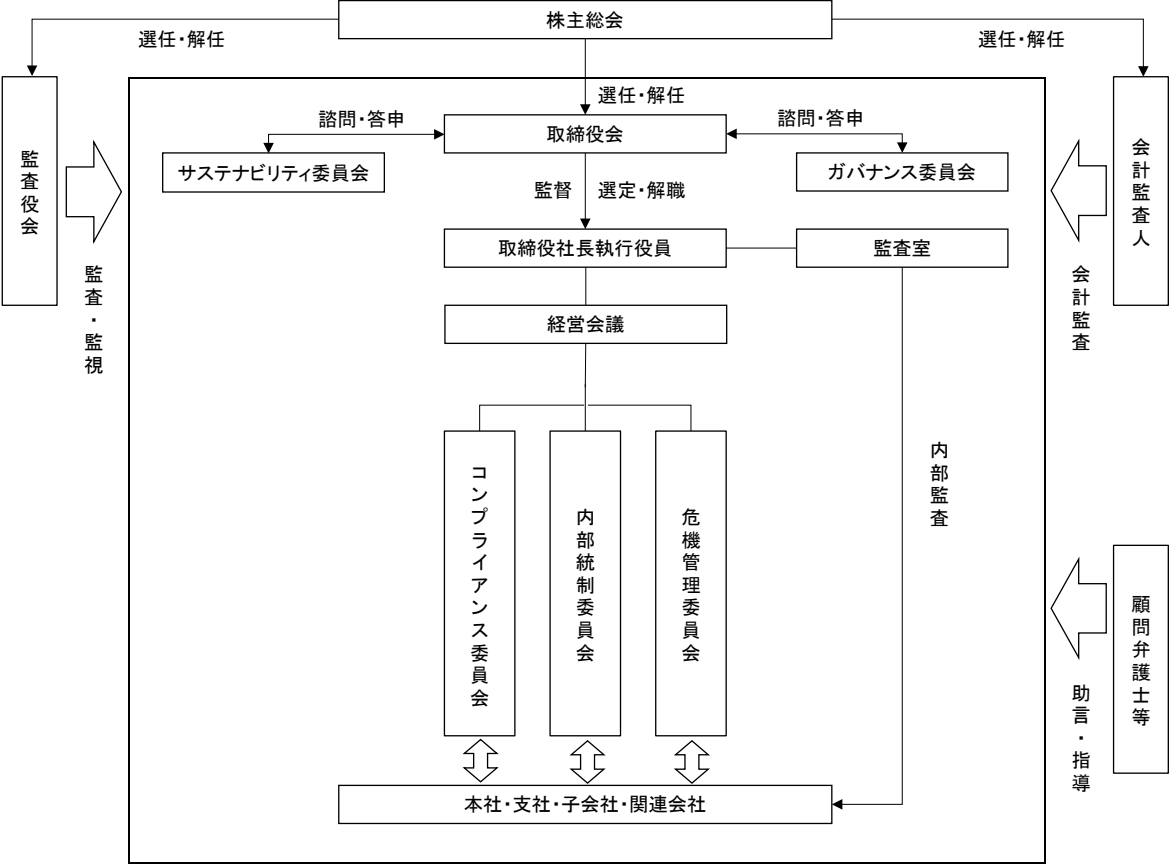 株主総会
選任・解任
選任・解任
選任・解任
監査役会
監査・監視
諮問・答申
取締役会
諮問・答申
サステナビリティ委員会
ガバナンス委員会
監督
選定・解職
取締役社長執行役員
監査室
経営会議
会計監査人
会計監査
コンプライアンス委員会
内部統制委員会
危機管理委員会
内部監査
顧問弁護士等
助言・指導
本社・支社・子会社・関連会社